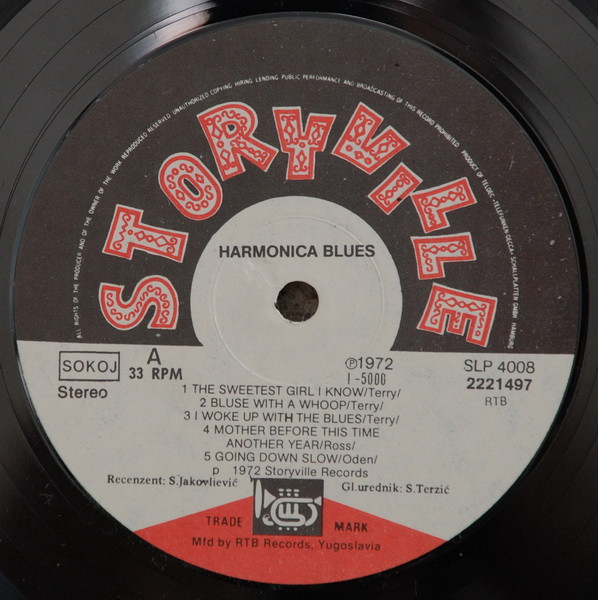 ALL RIGHTS OF THE PRODUCER AND OF THE OWNER OF THE WORK REPRODUCED RESERVED UNAUTHORIZED COPYING HIRING LENDING PUBLIC PERFORMANCE AND BROADCASTING OF THIS RECORD PROHIBITED PRODUCT OF TELDEC »TELEFUNKEN-DECCA« SCHALLPLATTEN GMBH HAMBURG
STORYVILLE
HARMONICA BLUES
SOKOJ
A
33 RPM
Stereo
℗1972
I-5000
SLP 4008
2221497
RTB
1 THE SWEETEST GIRL I KNOW/Terry/
2 BLUSE WITH A WHOOP/Terry/
3 I WOKE UP WITH THE BLUES/Terry/
4 MOTHER BEFORE THIS TIME
ANOTHER YEAR/Ross/
5 GOING DOWN SLOW/Oden/
p 1972 Storyville Records
Recenzent: S.Jakovlievič
Gl.urednik: S.Terzić
TRADE MARK
Mfd by RTB Records, Yugoslavia